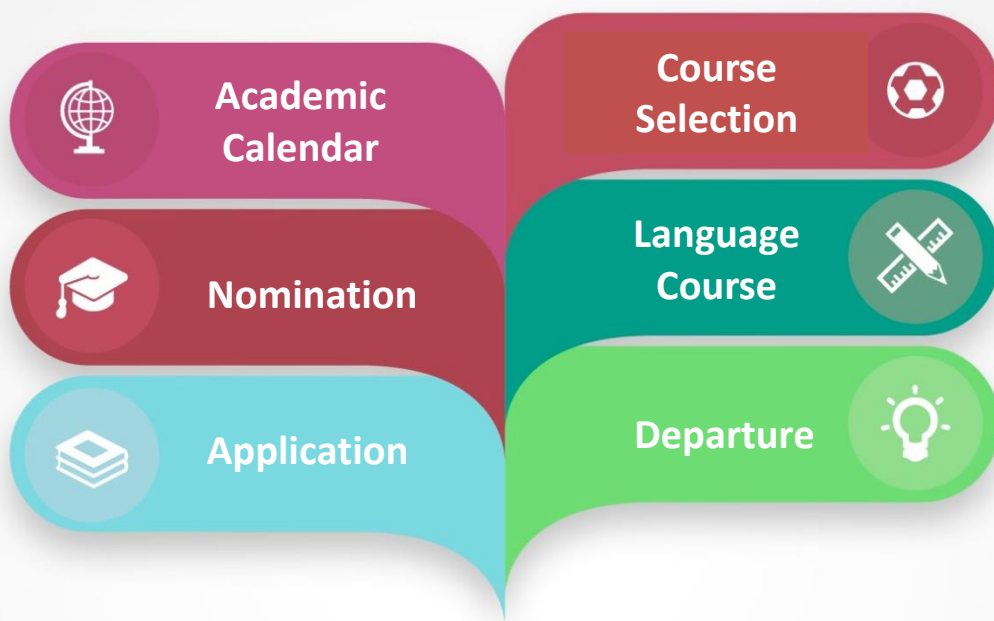 Academic
Calendar
Nomination
Application
Course
Selection
Language
Course
Departure